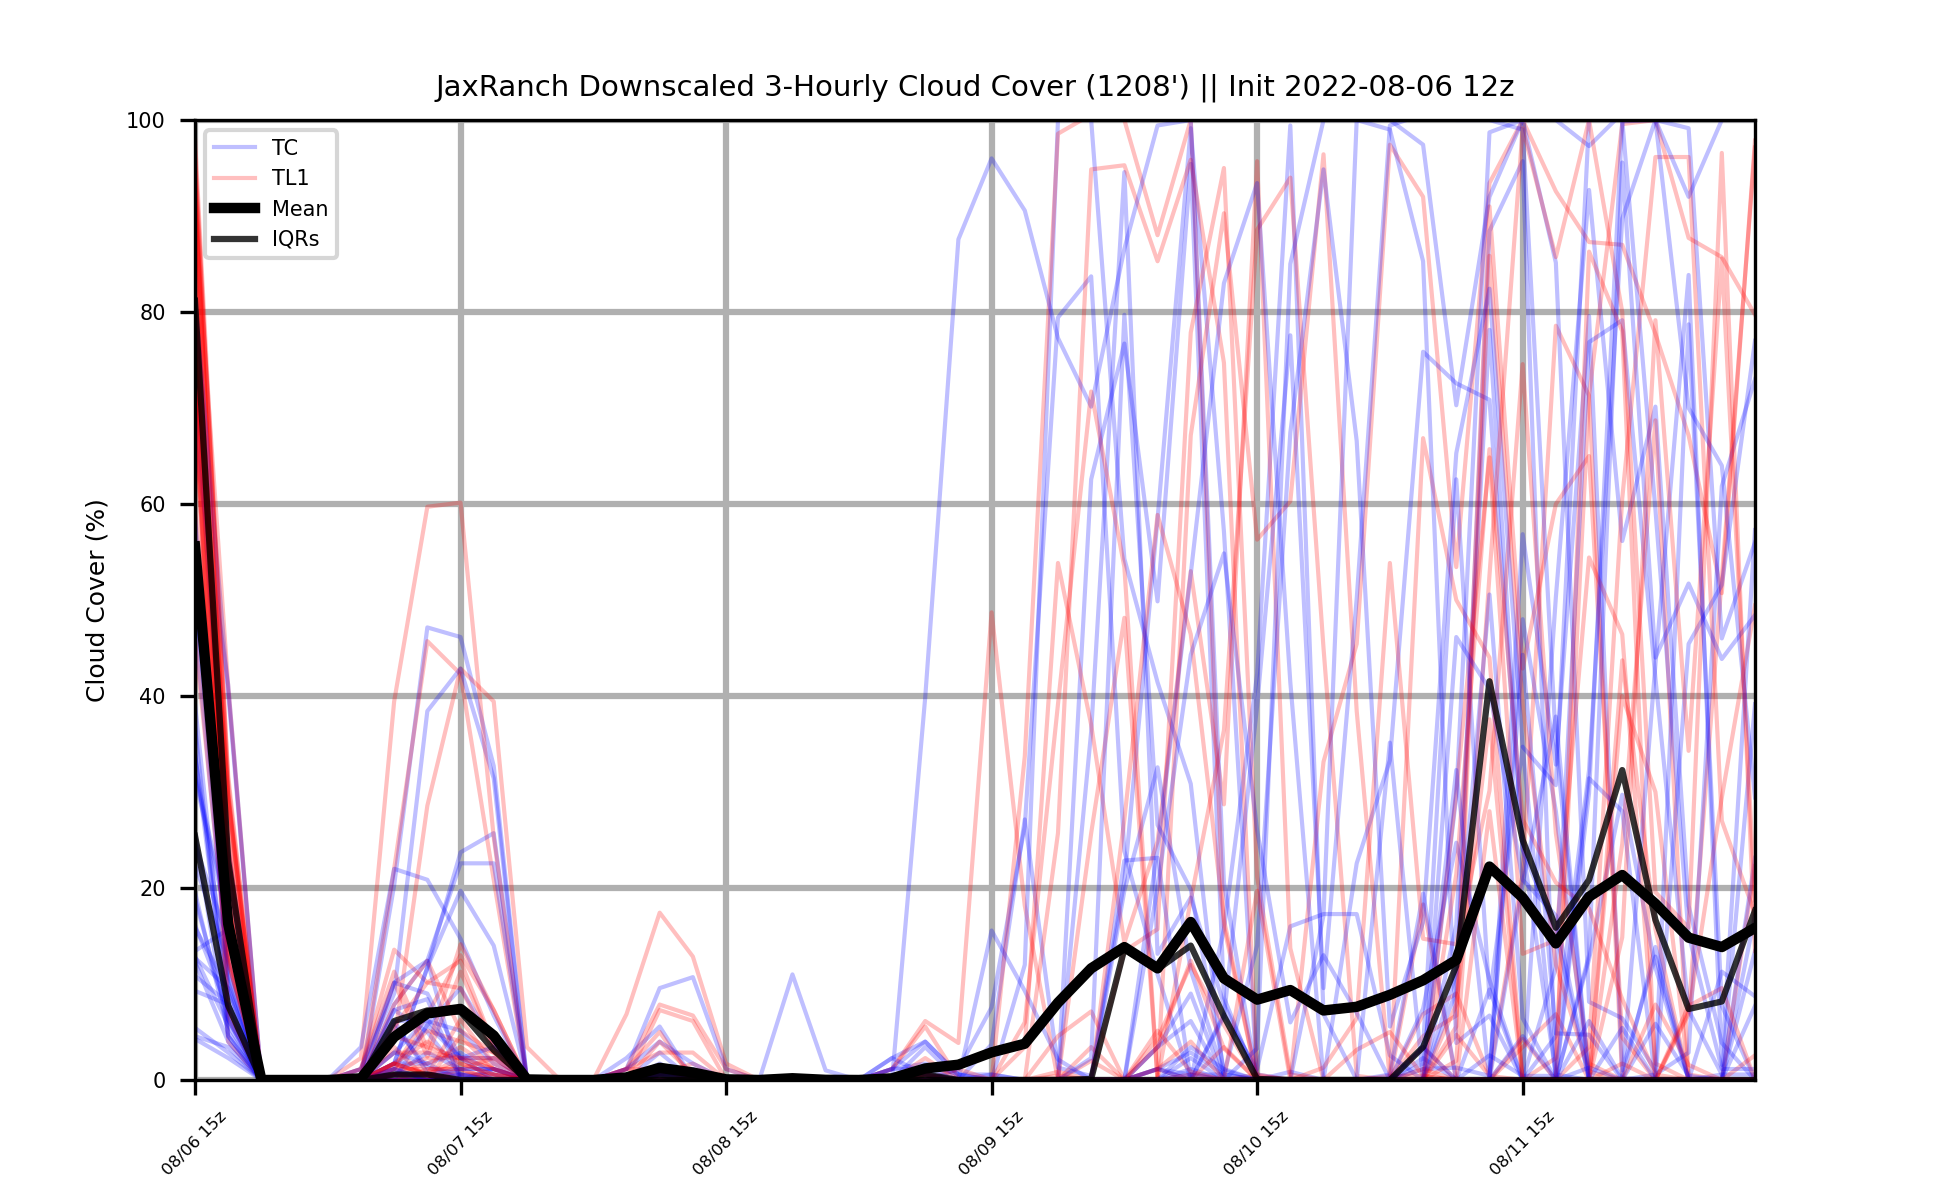 JaxRanch Downscaled 3-Hourly Cloud Cover (1208') || Init 2022-08-06 12z
100
80
60
40
20
0
Cloud Cover (%)
TC
TL1
Mean
IQRs
08/06 15z
08/07 15z
08/08 15z
08/09 15z
08/10 15z
08/11 15z